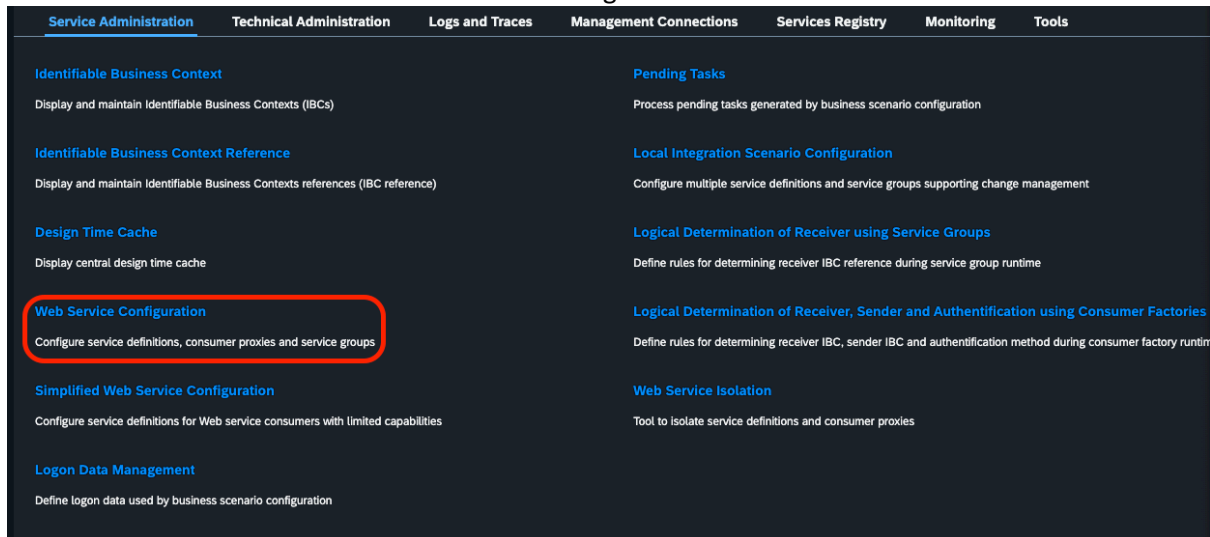 Service Administration Technical Administration Logs and Traces Management Connections Services Registry Monitoring Tools
Identifiable Business Context
Display and maintain Identifiable Business Contexts (IBCs)
Identifiable Business Context Reference
Display and maintain Identifiable Business Contexts references (IBC reference)
Design Time Cache
Display central design time cache
Web Service Configuration
Configure service definitions, consumer proxies and service groups
Simplified Web Service Configuration
Configure service definitions for Web service consumers with limited capabilities
Logon Data Management
Define logon data used by business scenario configuration
Pending Tasks
Process pending tasks generated by business scenario configuration
Local Integration Scenario Configuration
Configure multiple service definitions and service groups supporting change management
Logical Determination of Receiver using Service Groups
Define rules for determining receiver IBC reference during service group runtime
Logical Determination of Receiver, Sender and Authentification using Consumer Factories
Define rules for determining receiver IBC, sender IBC and authentification method during consumer factory
Web Service Isolation
Tool to isolate service definitions and consumer proxies